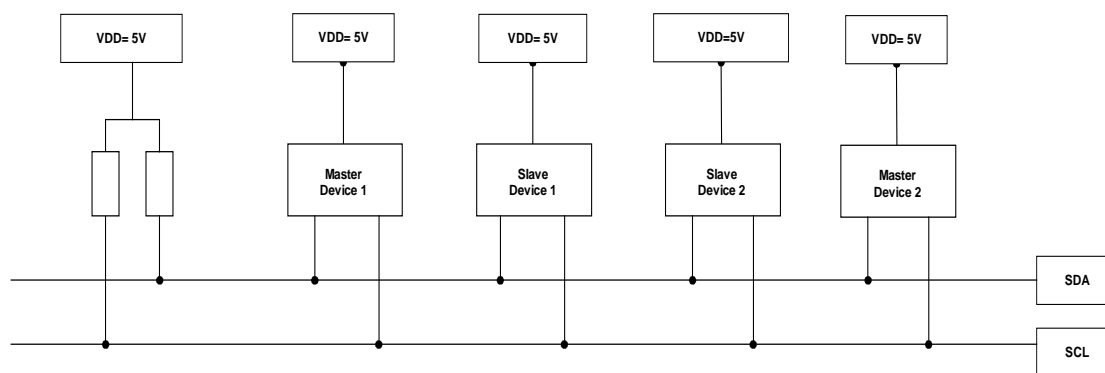 VDD= 5V
VDD= 5V
VDD= 5V
VDD=5V
VDD= 5V
Master
Device 1
Slave
Device 1
Slave
Device 2
Master
Device 2
SDA
SCL